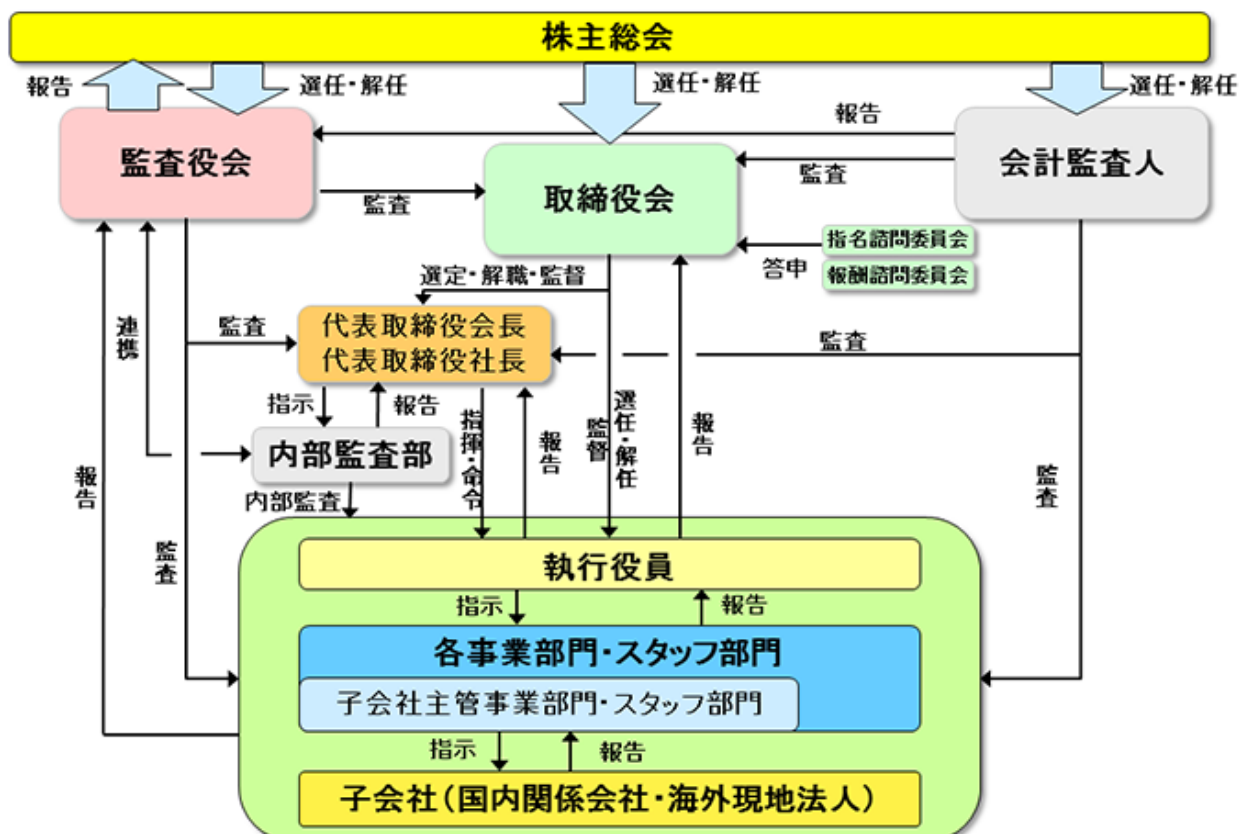 株主総会
報告
選任・解任
選任・解任
選任・解任
監査役会
報告
会計監査人
監査
取締役会
監査
指名諮問委員会
答申
報酬諮問委員会
選定・解職・監督
連携
監査
代表取締役会長
代表取締役社長
監査
指示
報告
指揮・命令
報告
監督
選任・解任
報告
内部監査部
報告
内部監査
監査
監査
執行役員
指示
報告
各事業部門・スタッフ部門
子会社主管事業部門・スタッフ部門
指示
報告
子会社(国内関係会社・海外現地法人)